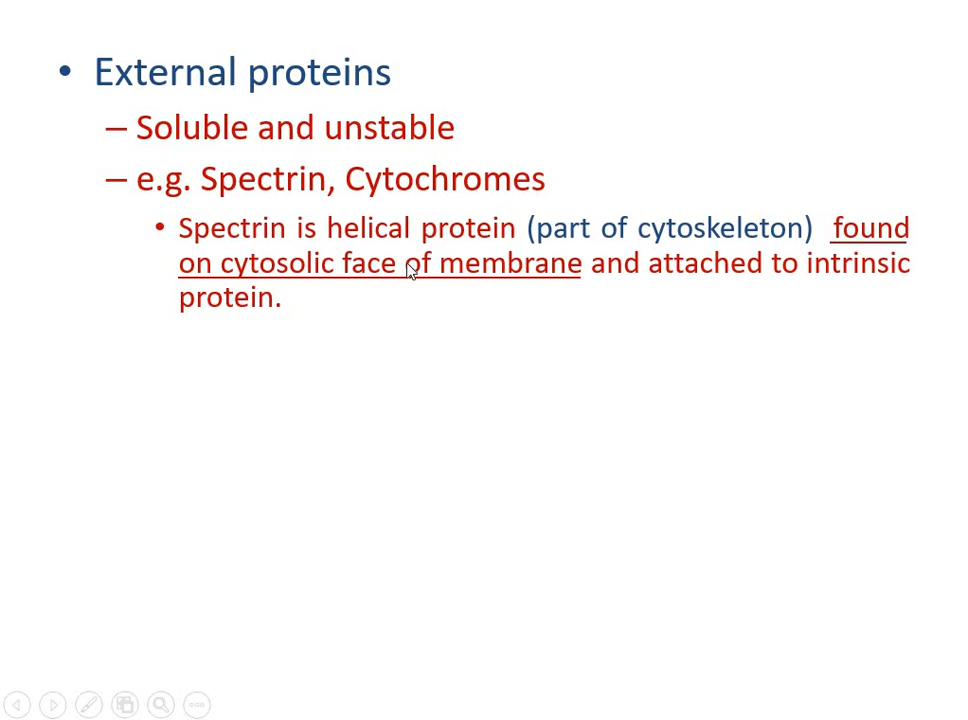 • External proteins
– Soluble and unstable
– e.g. Spectrin, Cytochromes
• Spectrin is helical protein (part of cytoskeleton) found
on cytosolic face of membrane and attached to intrinsic
protein.